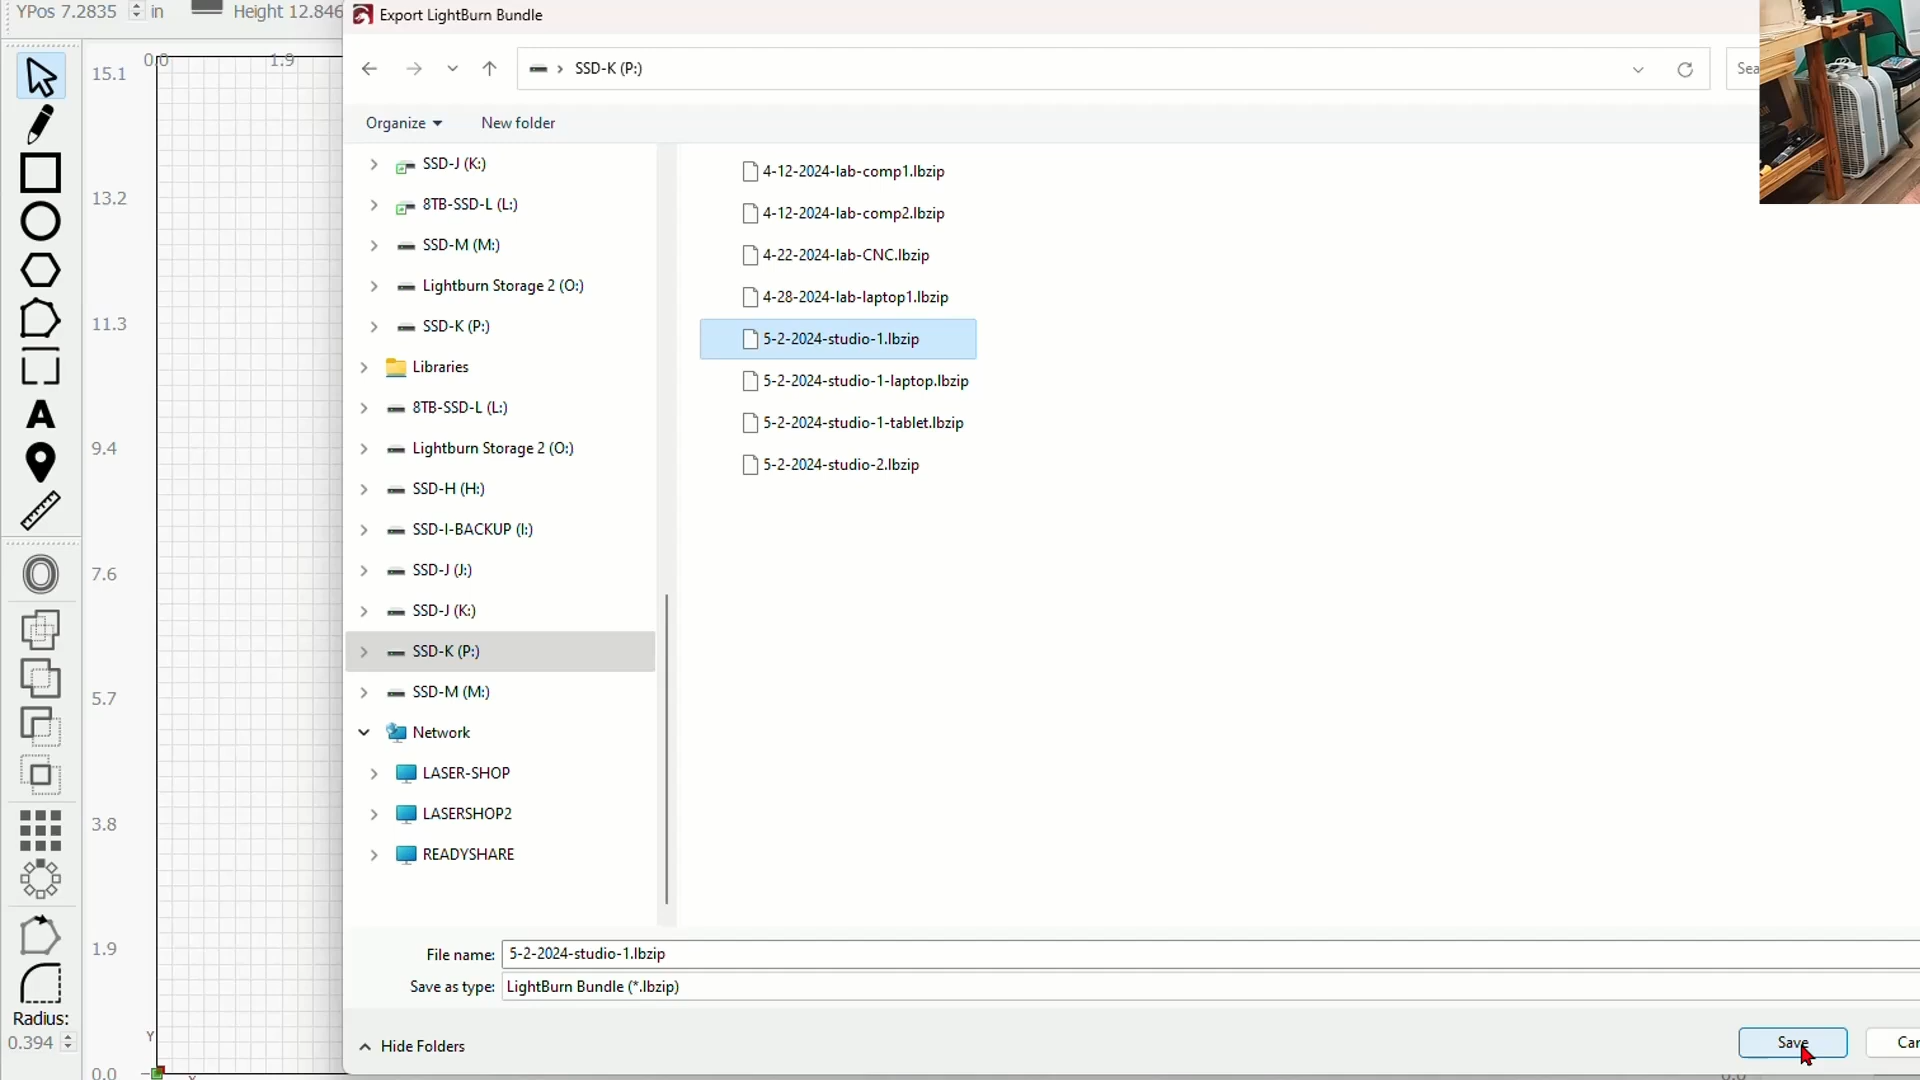 YPos 7.2835 in Height 12.846
Export LightBurn Bundle
SSD-K (P:)
Sea
Organize
New folder
0.0
1.9
15.1
13.2
11.3
9.4
7.6
5.7
3.8
1.9
0.0
Radius:
0.394
Y
X
SSD-J (K:)
8TB-SSD-L (L:)
SSD-M (M:)
Lightburn Storage 2 (O:)
SSD-K (P:)
Libraries
8TB-SSD-L (L:)
Lightburn Storage 2 (O:)
SSD-H (H:)
SSD-I-BACKUP (I:)
SSD-J (J:)
SSD-J (K:)
SSD-K (P:)
SSD-M (M:)
Network
LASER-SHOP
LASERSHOP2
READYSHARE
4-12-2024-lab-comp1.lbzip
4-12-2024-lab-comp2.lbzip
4-22-2024-lab-CNC.lbzip
4-28-2024-lab-laptop1.lbzip
5-2-2024-studio-1.lbzip
5-2-2024-studio-1-laptop.lbzip
5-2-2024-studio-1-tablet.lbzip
5-2-2024-studio-2.lbzip
File name: 5-2-2024-studio-1.lbzip
Save as type: LightBurn Bundle (*.lbzip)
Hide Folders
Save
Can